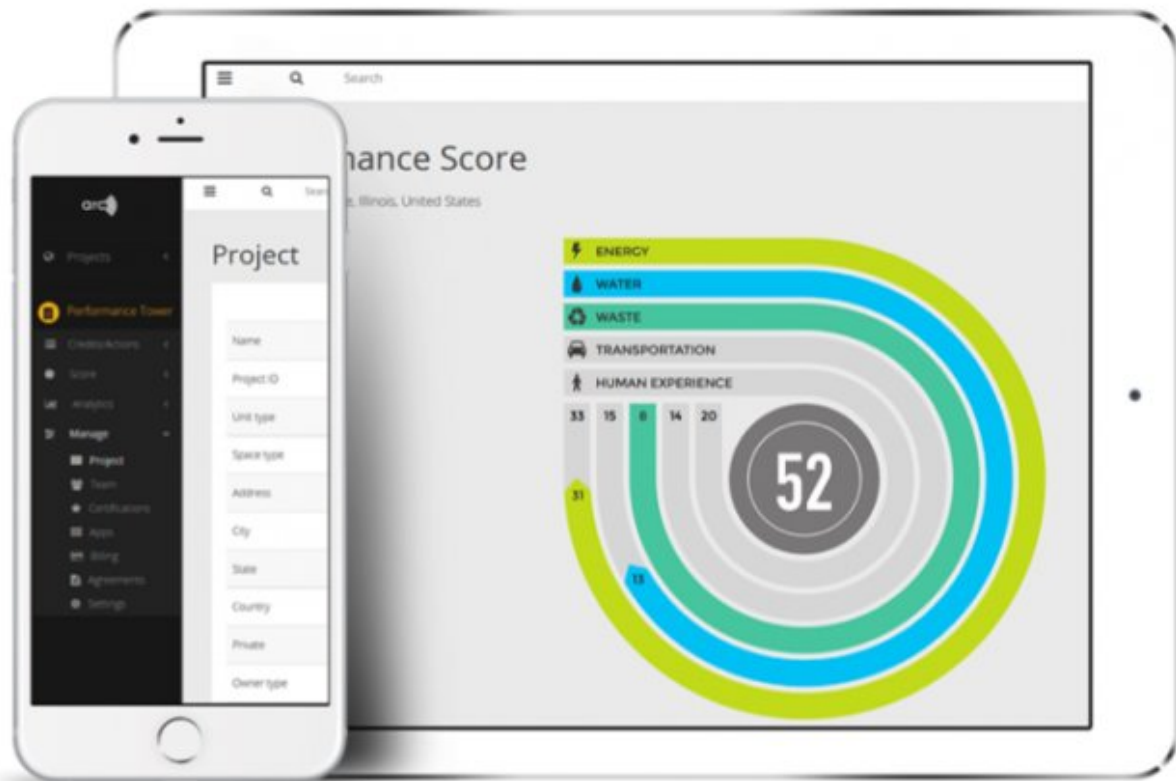 Search
mance Score
e, Illinois, United States
ENERGY
WATER
WASTE
TRANSPORTATION
HUMAN EXPERIENCE
33 15 8 14 20
31
13
52
arc
Search
Projects
Project
Performance Tower
Credits/Actions
Score
Analytics
Manage
Project
Team
Certifications
Apps
Billing
Agreements
Settings
Name
Project ID
Unit type
Space type
Address
City
State
Country
Private
Owner type